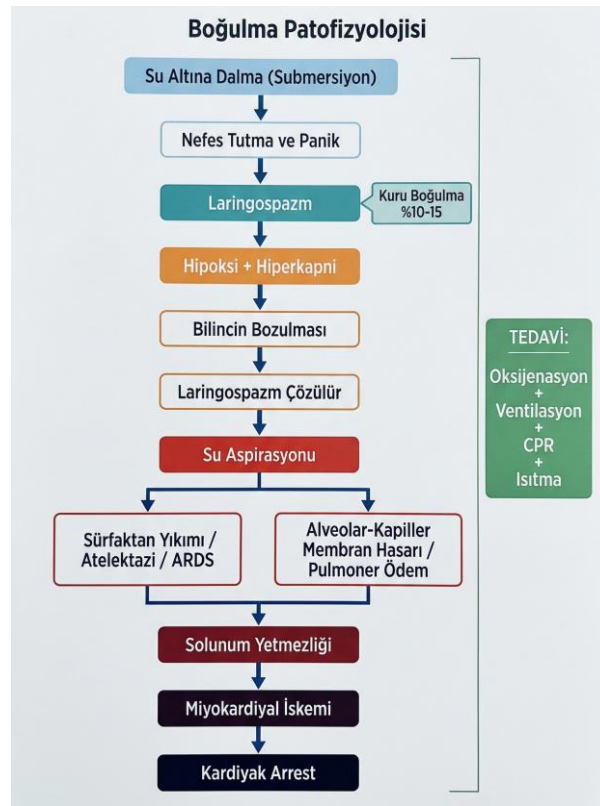 Boğulma Patofizyolojisi
Su Altına Dalma (Submersiyon)
Nefes Tutma ve Panik
Laringospazm
Kuru Boğulma
%10-15
Hipoksi + Hiperkapni
Bilincin Bozulması
Laringospazm Çözülür
Su Aspirasyonu
Sürfaktan Yıkımı /
Atelektazi / ARDS
Alveolar-Kapiller
Membran Hasarı /
Pulmoner Ödem
Solunum Yetmezliği
Miyokardiyal İskemi
Kardiyak Arrest
TEDAVİ:
Oksijenasyon
+
Ventilasyon
+
CPR
+
Isıtma